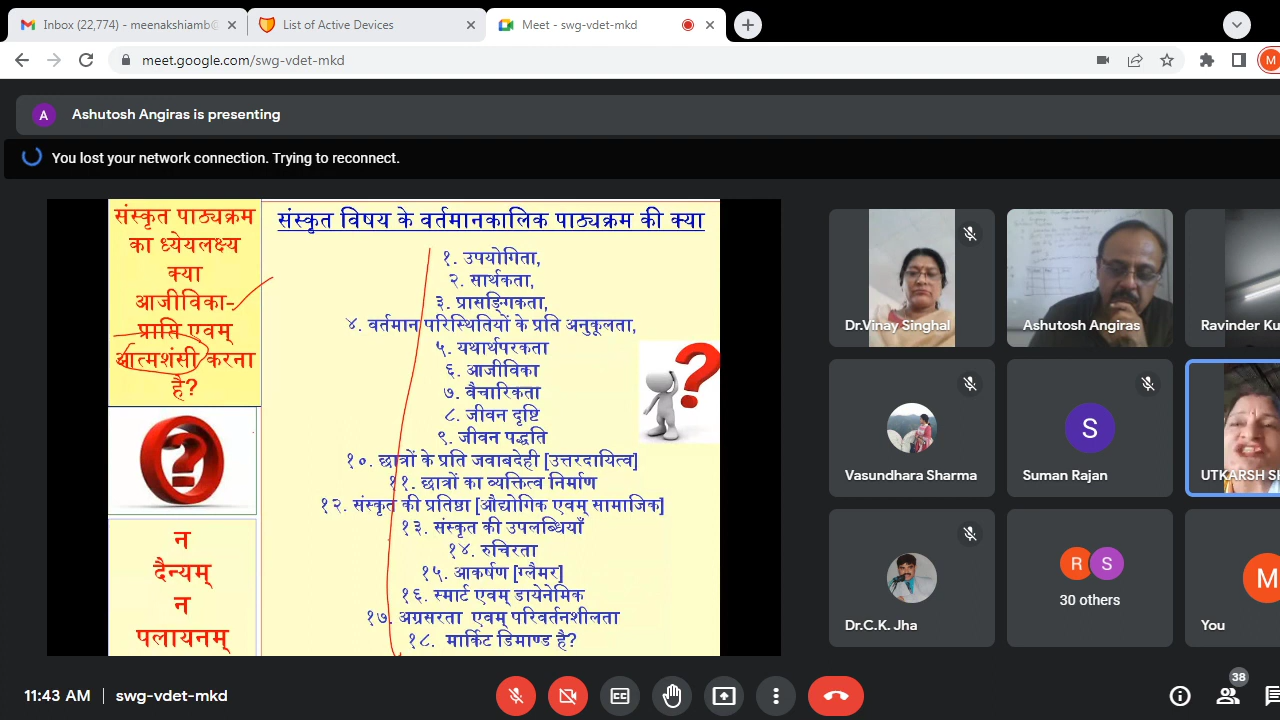 Inbox (22,774) - meenakshiamb
List of Active Devices
Meet - swg-vdet-mkd
meet.google.com/swg-vdet-mkd
M
A
Ashutosh Angiras is presenting
You lost your network connection. Trying to reconnect.
संस्कृत पाठ्यक्रम
का ध्येयलक्ष्य
क्या
आजीविका-
प्राप्ति एवम्
आत्मशंसी करना
है?
न
दैन्यम्
न
पलायनम्
संस्कृत विषय के वर्तमानकालिक पाठ्यक्रम की क्या
१. उपयोगिता,
२. सार्थकता,
३. प्रासङ्गिकता,
४. वर्तमान परिस्थितियों के प्रति अनुकूलता,
५. यथार्थपरकता
६. आजीविका
७. वैचारिकता
८. जीवन दृष्टि
९. जीवन पद्धति
१०. छात्रों के प्रति जवाबदेही [उत्तरदायित्व]
११. छात्रों का व्यक्तित्व निर्माण
१२. संस्कृत की प्रतिष्ठा [औद्योगिक एवम् सामाजिक]
१३. संस्कृत की उपलब्धियाँ
१४. रुचिरता
१५. आकर्षण [ग्लैमर]
१६. स्मार्ट एवम् डायेनेमिक
१७. अग्रसरता एवम् परिवर्तनशीलता
१८. मार्किट डिमाण्ड है?
Dr.Vinay Singhal
Ashutosh Angiras
Ravinder Ku
Vasundhara Sharma
S
Suman Rajan
UTKARSH SH
Dr.C.K. Jha
R S
30 others
M
You
11:43 AM | swg-vdet-mkd
CC
38